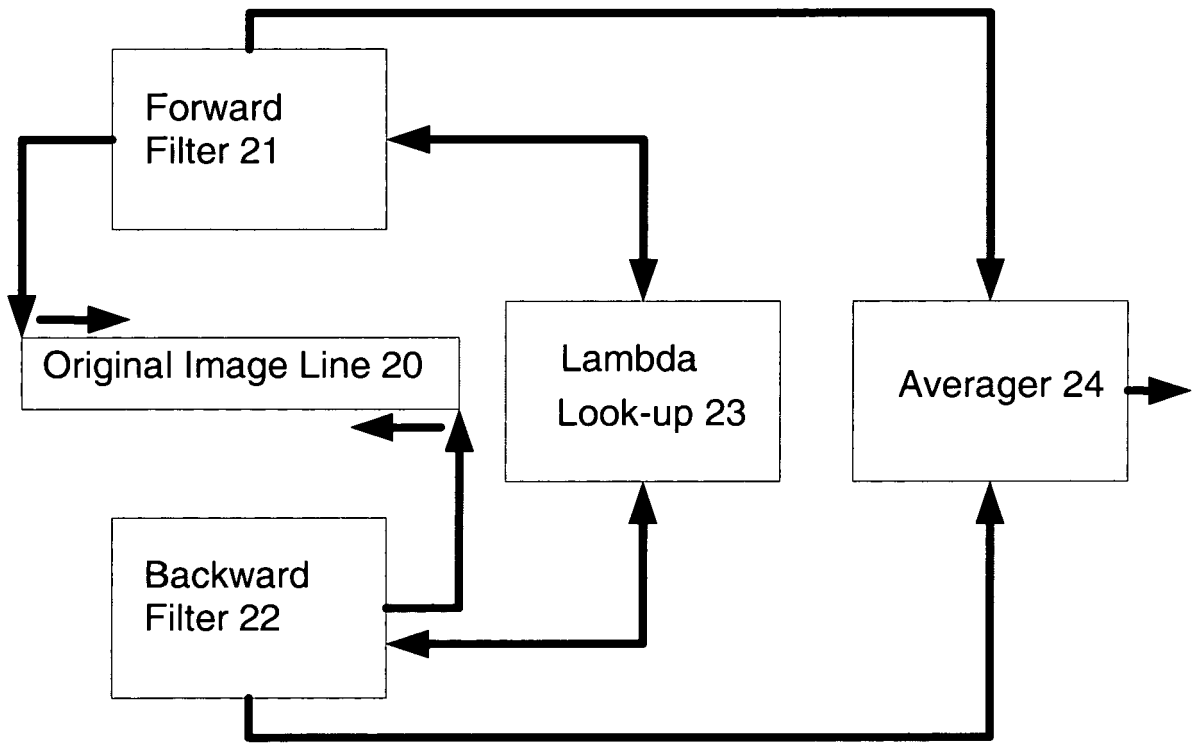 Forward
Filter 21
Original Image Line 20
Lambda
Look-up 23
Averager 24
Backward
Filter 22